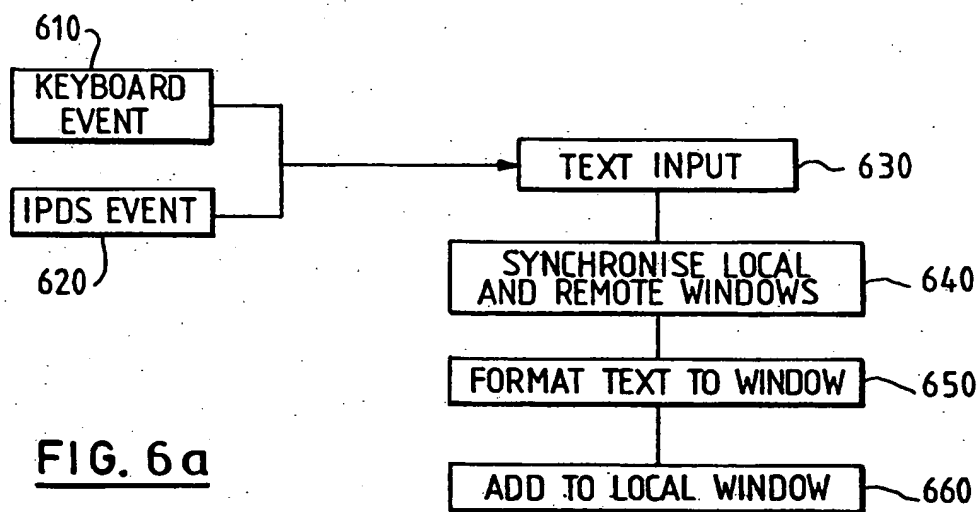 610
KEYBOARD
EVENT
IPDS EVENT
620
TEXT INPUT
630
SYNCHRONISE LOCAL
AND REMOTE WINDOWS
640
FORMAT TEXT TO WINDOW
650
ADD TO LOCAL WINDOW
660
FIG. 6a